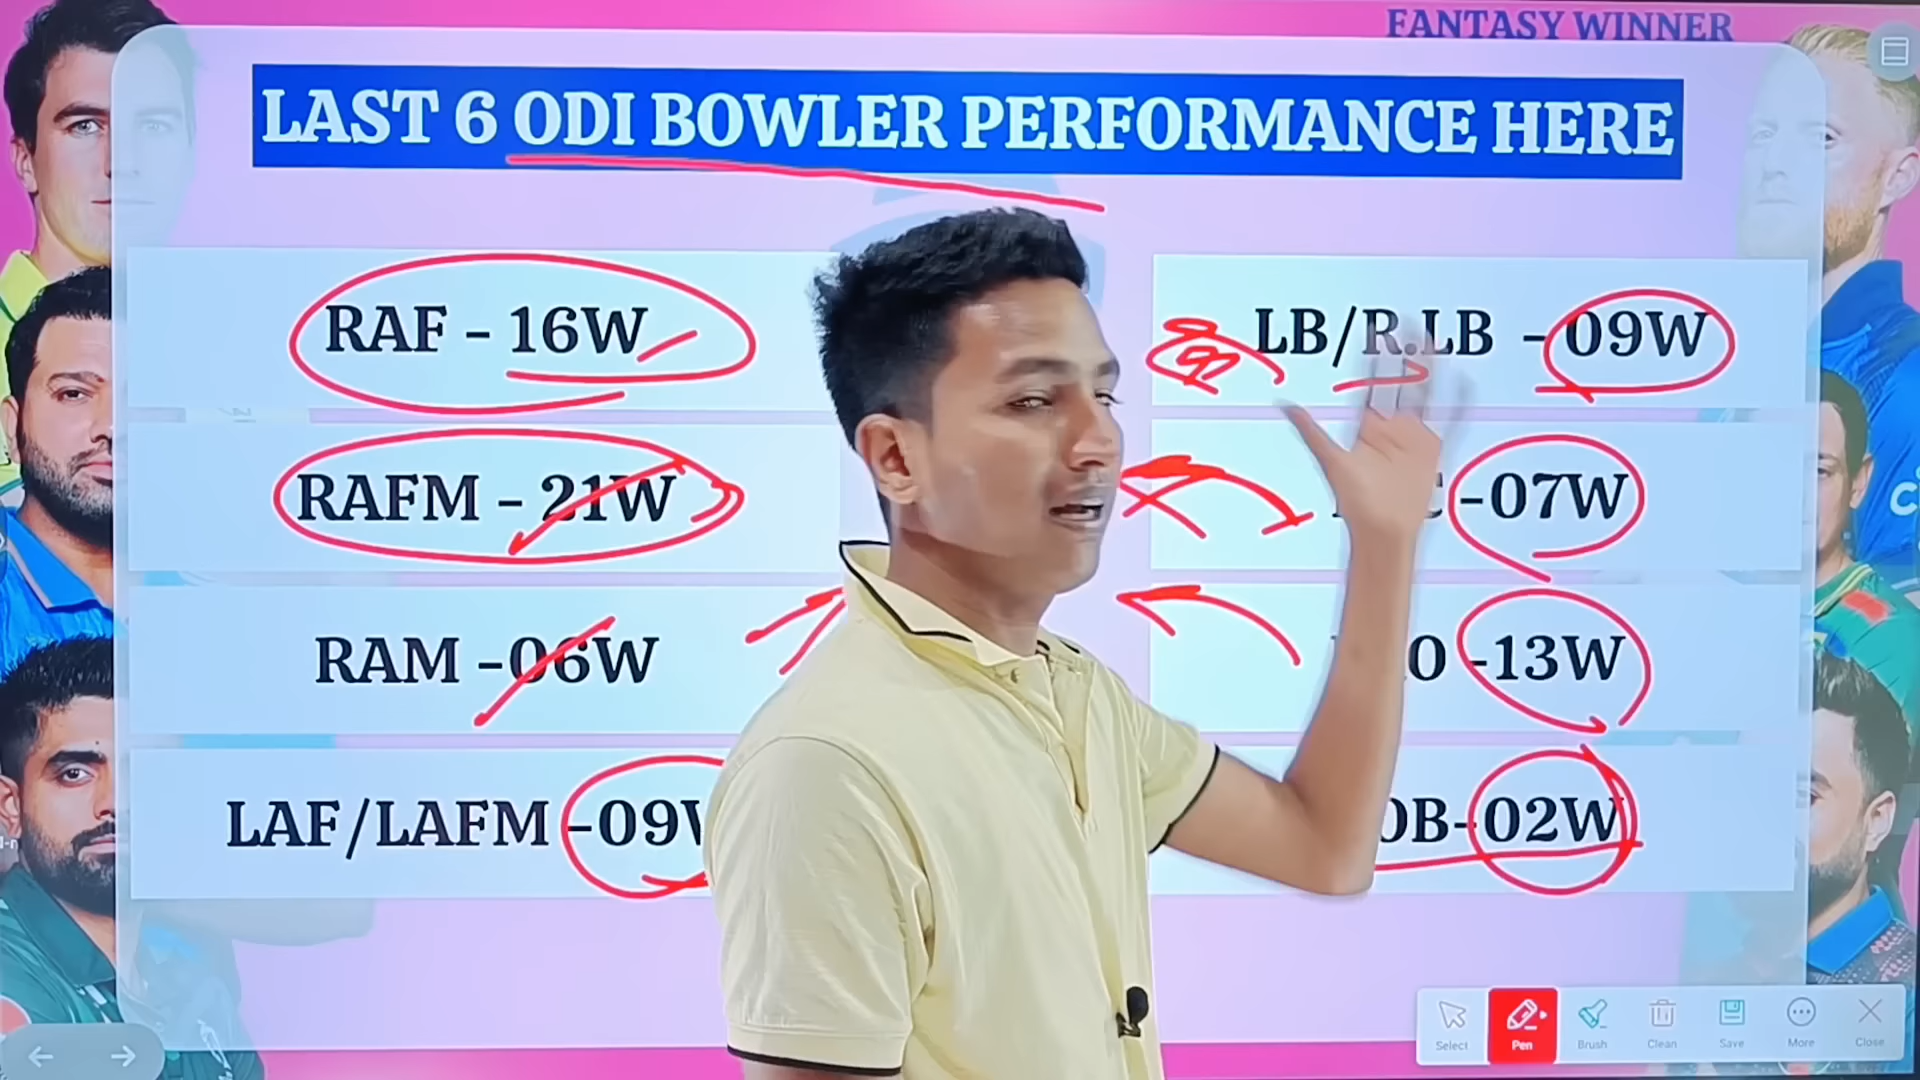 FANTASY WINNER
LAST 6 ODI BOWLER PERFORMANCE HERE
RAF - 16W
LB/R.LB - 09W
RAFM - 21W
-07W
RAM -06W
-13W
LAF/LAFM -09
-02W
Select
Pen
Brush
Clean
Save
More
Close